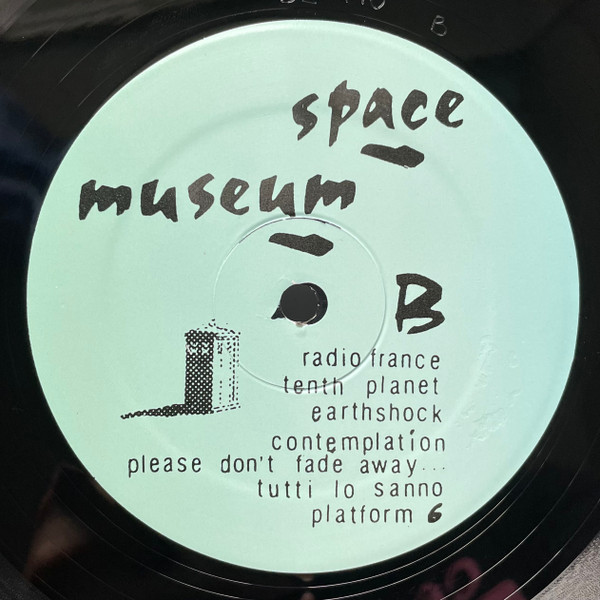 B
space
museum
B
radio france
tenth planet
earthshock
contemplation
please don't fade away...
tutti lo sanno
platform 6